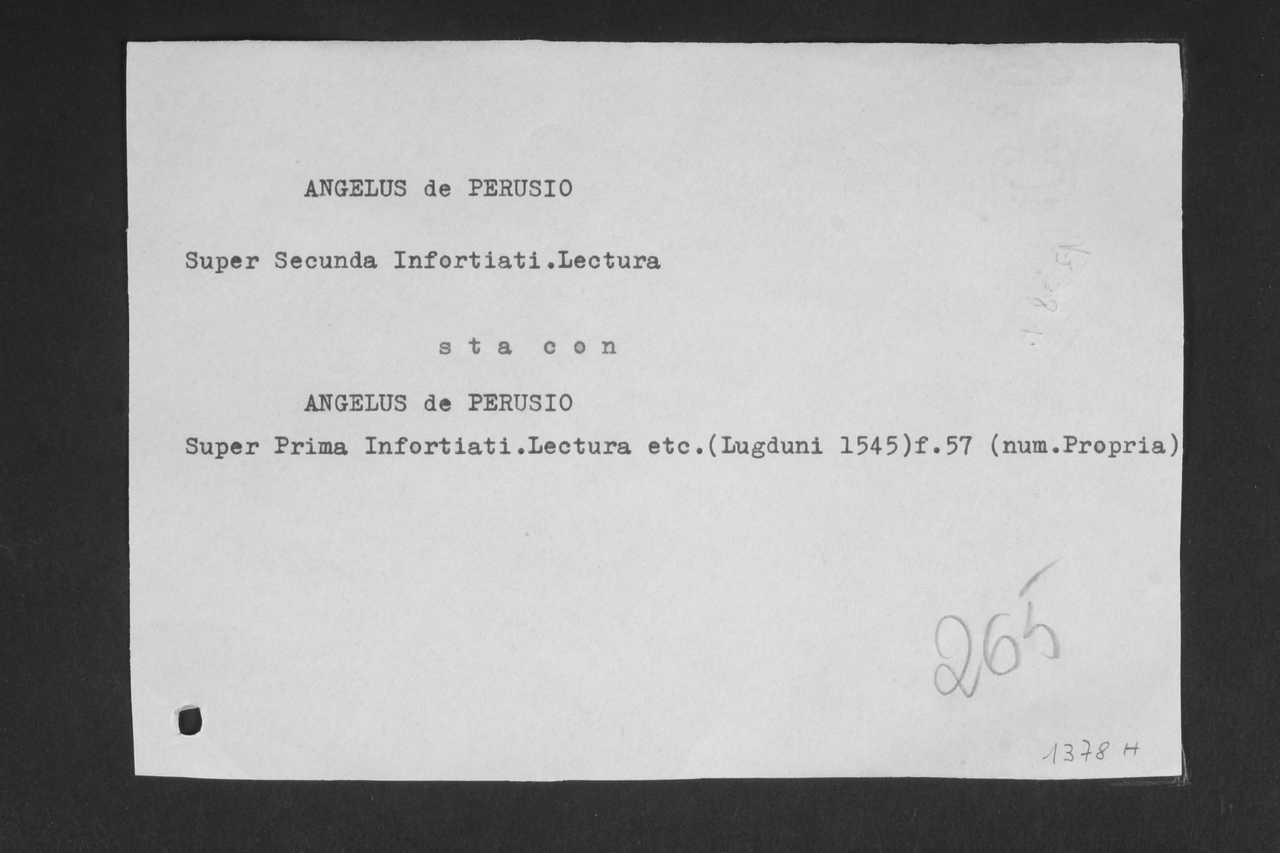 ANGELUS de PERUSIO
Super Secunda Infortiati.Lectura
s t a c o n
ANGELUS de PERUSIO
Super Prima Infortiati.Lectura etc.(Lugduni 1545)f.57 (num.Propria)
265
1378 H